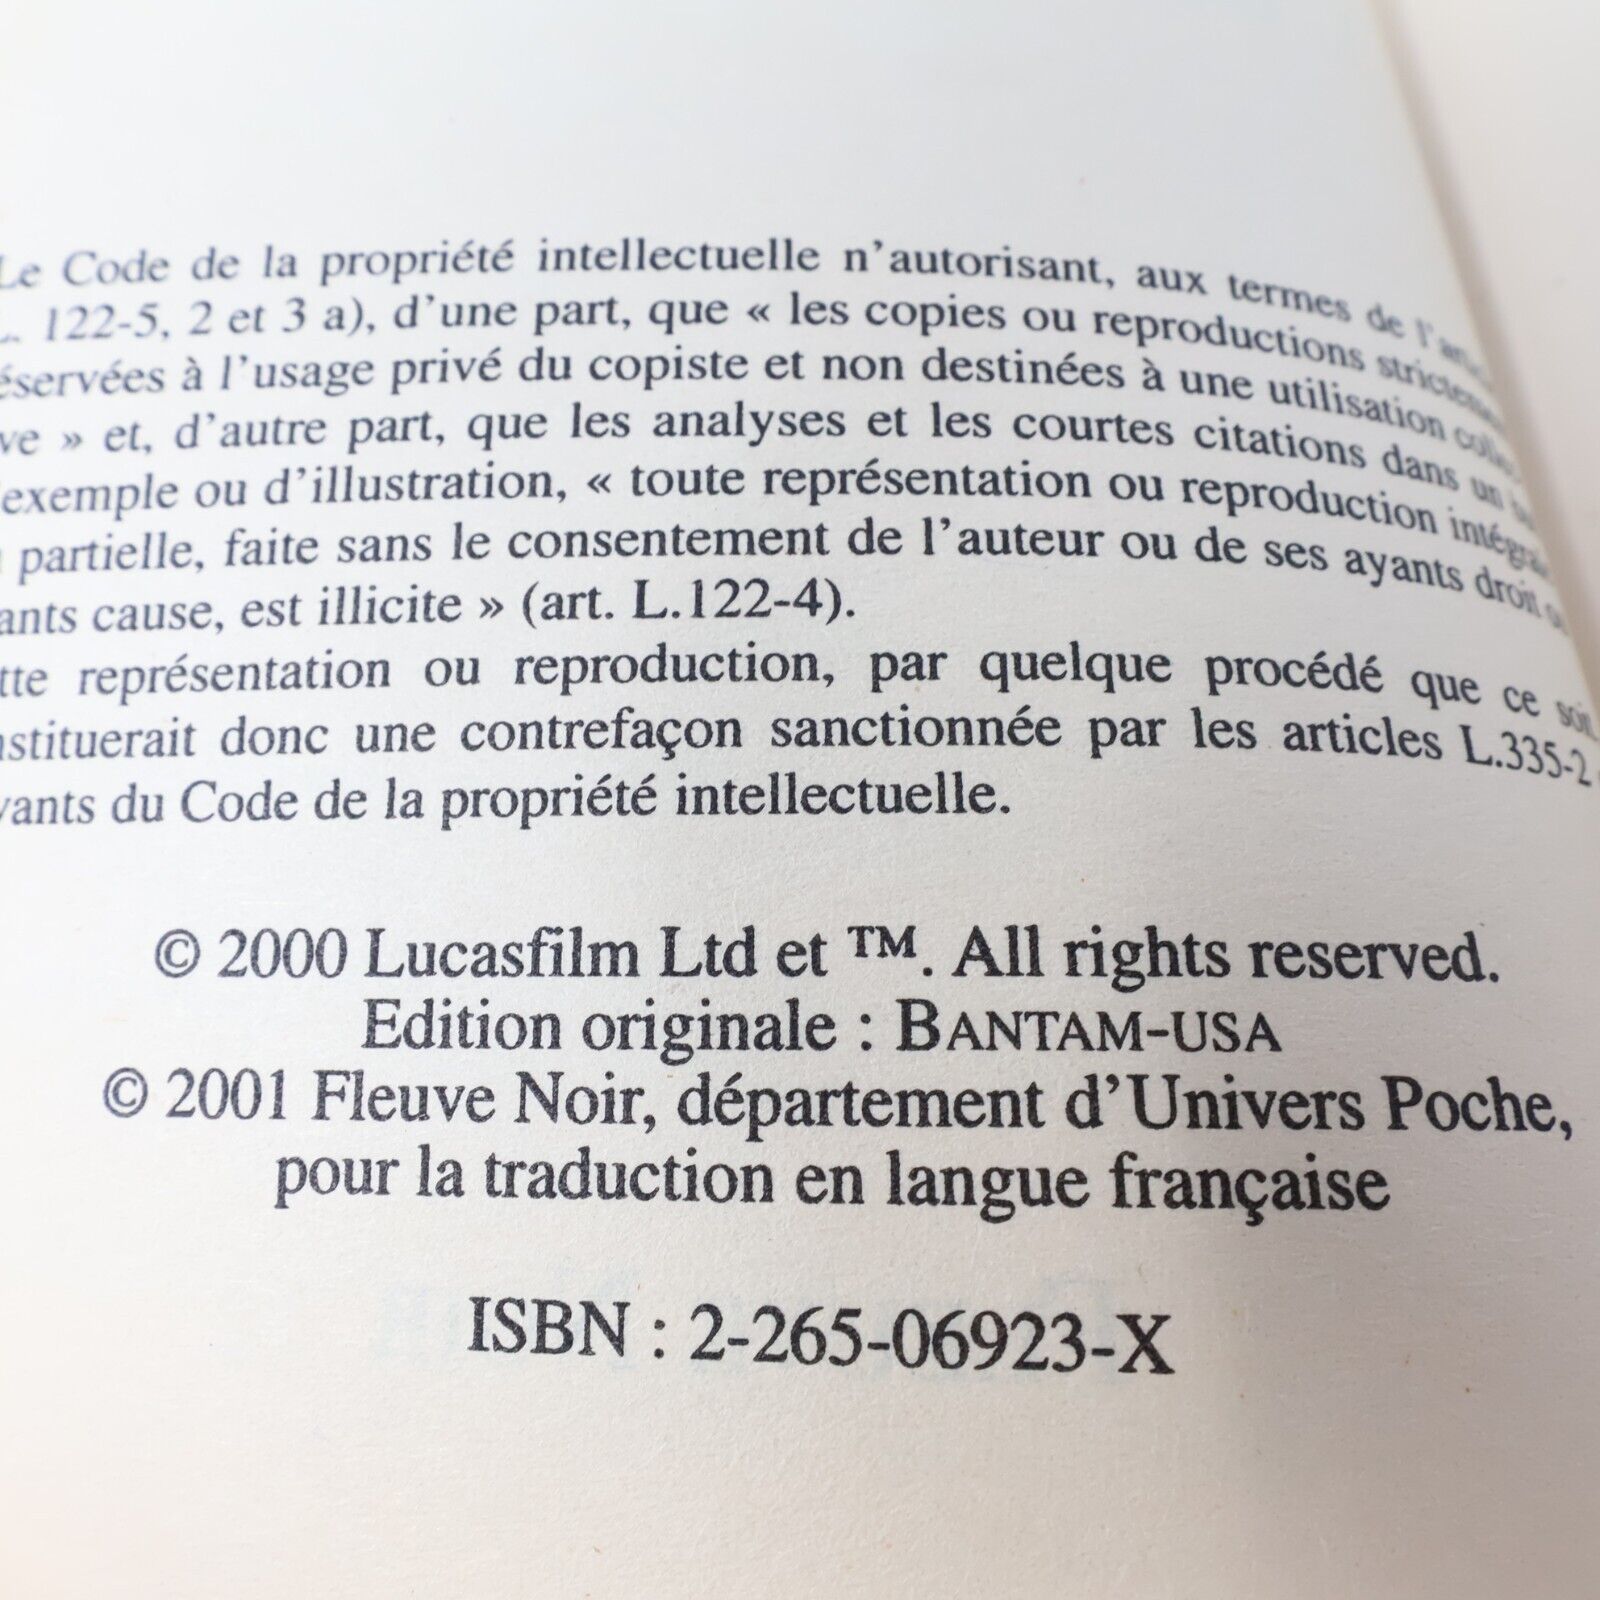 Le Code de la propriété intellectuelle n'autorisant, aux termes de
122-5, 2 et 3 a), d'une part, que « les copies ou reproductions
à l'usage privé du copiste et non destinées à une utilisation
» et, d'autre part, que les analyses et les courtes citations dans un
exemple ou d'illustration, « toute représentation ou reproduction
partielle, faite sans le consentement de l'auteur ou de ses ayants droit
cause, est illicite » (art. L.122-4).
représentation ou reproduction, par quelque procédé que ce soit
donc une contrefaçon sanctionnée par les articles L.335-2
du Code de la propriété intellectuelle.
© 2000 Lucasfilm Ltd et ™. All rights reserved.
Edition originale : BANTAM-USA
© 2001 Fleuve Noir, département d'Univers Poche,
pour la traduction en langue française
ISBN : 2-265-06923-X